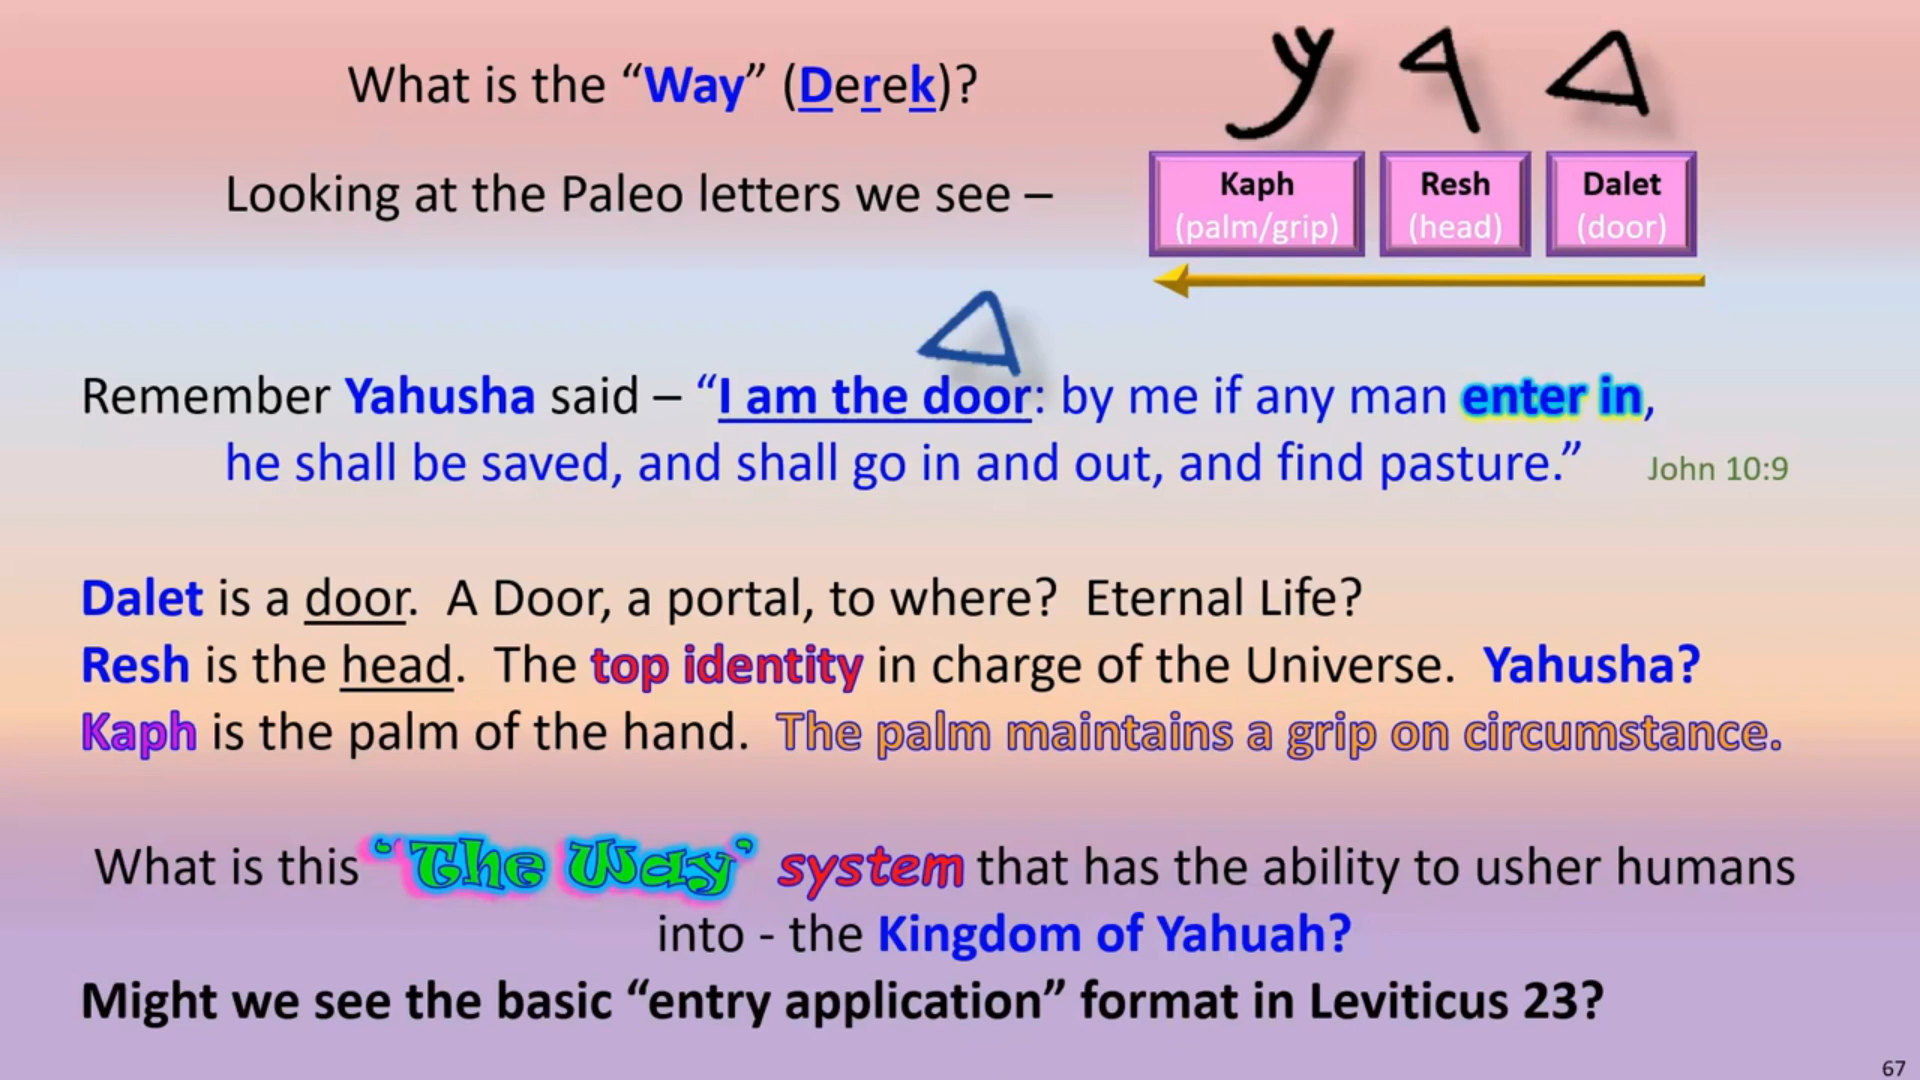 What is the “Way” (Derek)?
𐤃𐤓𐤊
Looking at the Paleo letters we see –
Kaph Resh Dalet
(palm/grip) (head) (door)
𐤃
Remember Yahusha said – “I am the door: by me if any man enter in,
he shall be saved, and shall go in and out, and find pasture.” John 10:9
Dalet is a door. A Door, a portal, to where? Eternal Life?
Resh is the head. The top identity in charge of the Universe. Yahusha?
Kaph is the palm of the hand. The palm maintains a grip on circumstance.
What is this “The Way” system that has the ability to usher humans
into - the Kingdom of Yahuah?
Might we see the basic “entry application” format in Leviticus 23?
67